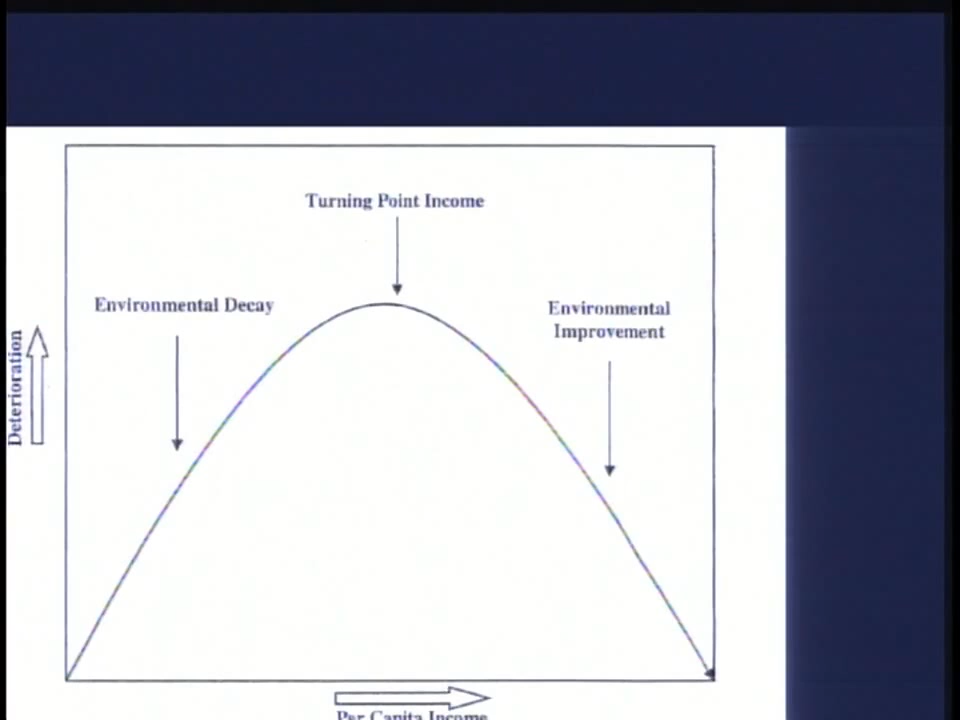 Turning Point Income
Environmental Decay
Environmental
Improvement
Deterioration
Per Capita Income